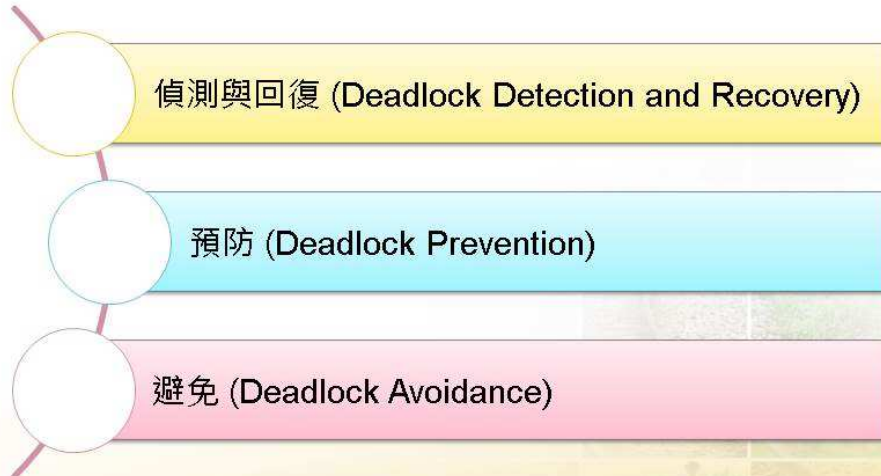 偵測與回復 (Deadlock Detection and Recovery)
預防 (Deadlock Prevention)
避免 (Deadlock Avoidance)